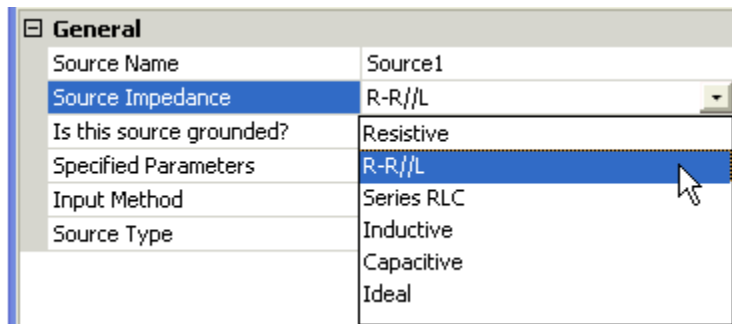 General
Source Name Source1
Source Impedance R-R//L
Is this source grounded? Resistive
Specified Parameters R-R//L
Input Method Series RLC
Source Type Inductive
Capacitive
Ideal